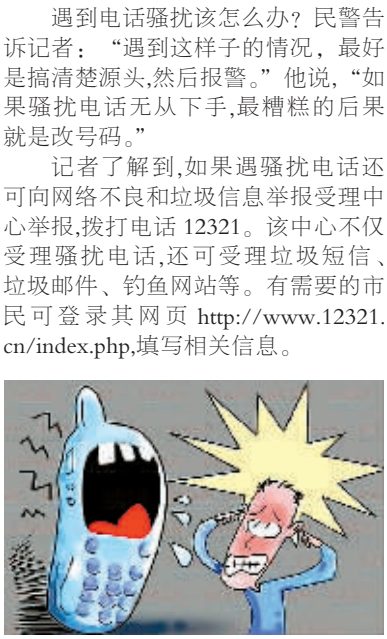 遇到电话骚扰该怎么办？民警告
诉记者：“遇到这样子的情况，最好
是搞清楚源头,然后报警。”他说，“如
果骚扰电话无从下手,最糟糕的后果
就是改号码。”
记者了解到,如果遇骚扰电话还
可向网络不良和垃圾信息举报受理中
心举报,拨打电话 12321。该中心不仅
受理骚扰电话,还可受理垃圾短信、
垃圾邮件、钓鱼网站等。有需要的市
民可登录其网页 http://www.12321.
cn/index.php,填写相关信息。